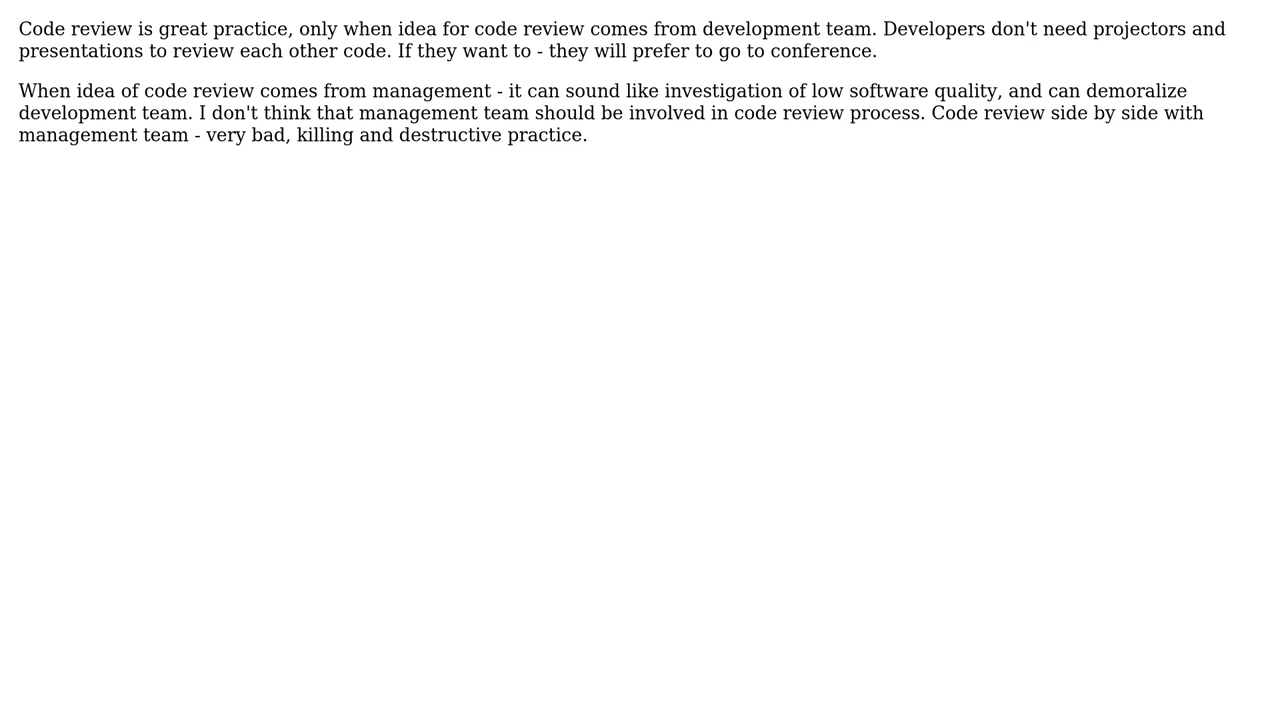 Code review is great practice, only when idea for code review comes from development team. Developers don't need projectors and
presentations to review each other code. If they want to - they will prefer to go to conference.
When idea of code review comes from management - it can sound like investigation of low software quality, and can demoralize
development team. I don't think that management team should be involved in code review process. Code review side by side with
management team - very bad, killing and destructive practice.